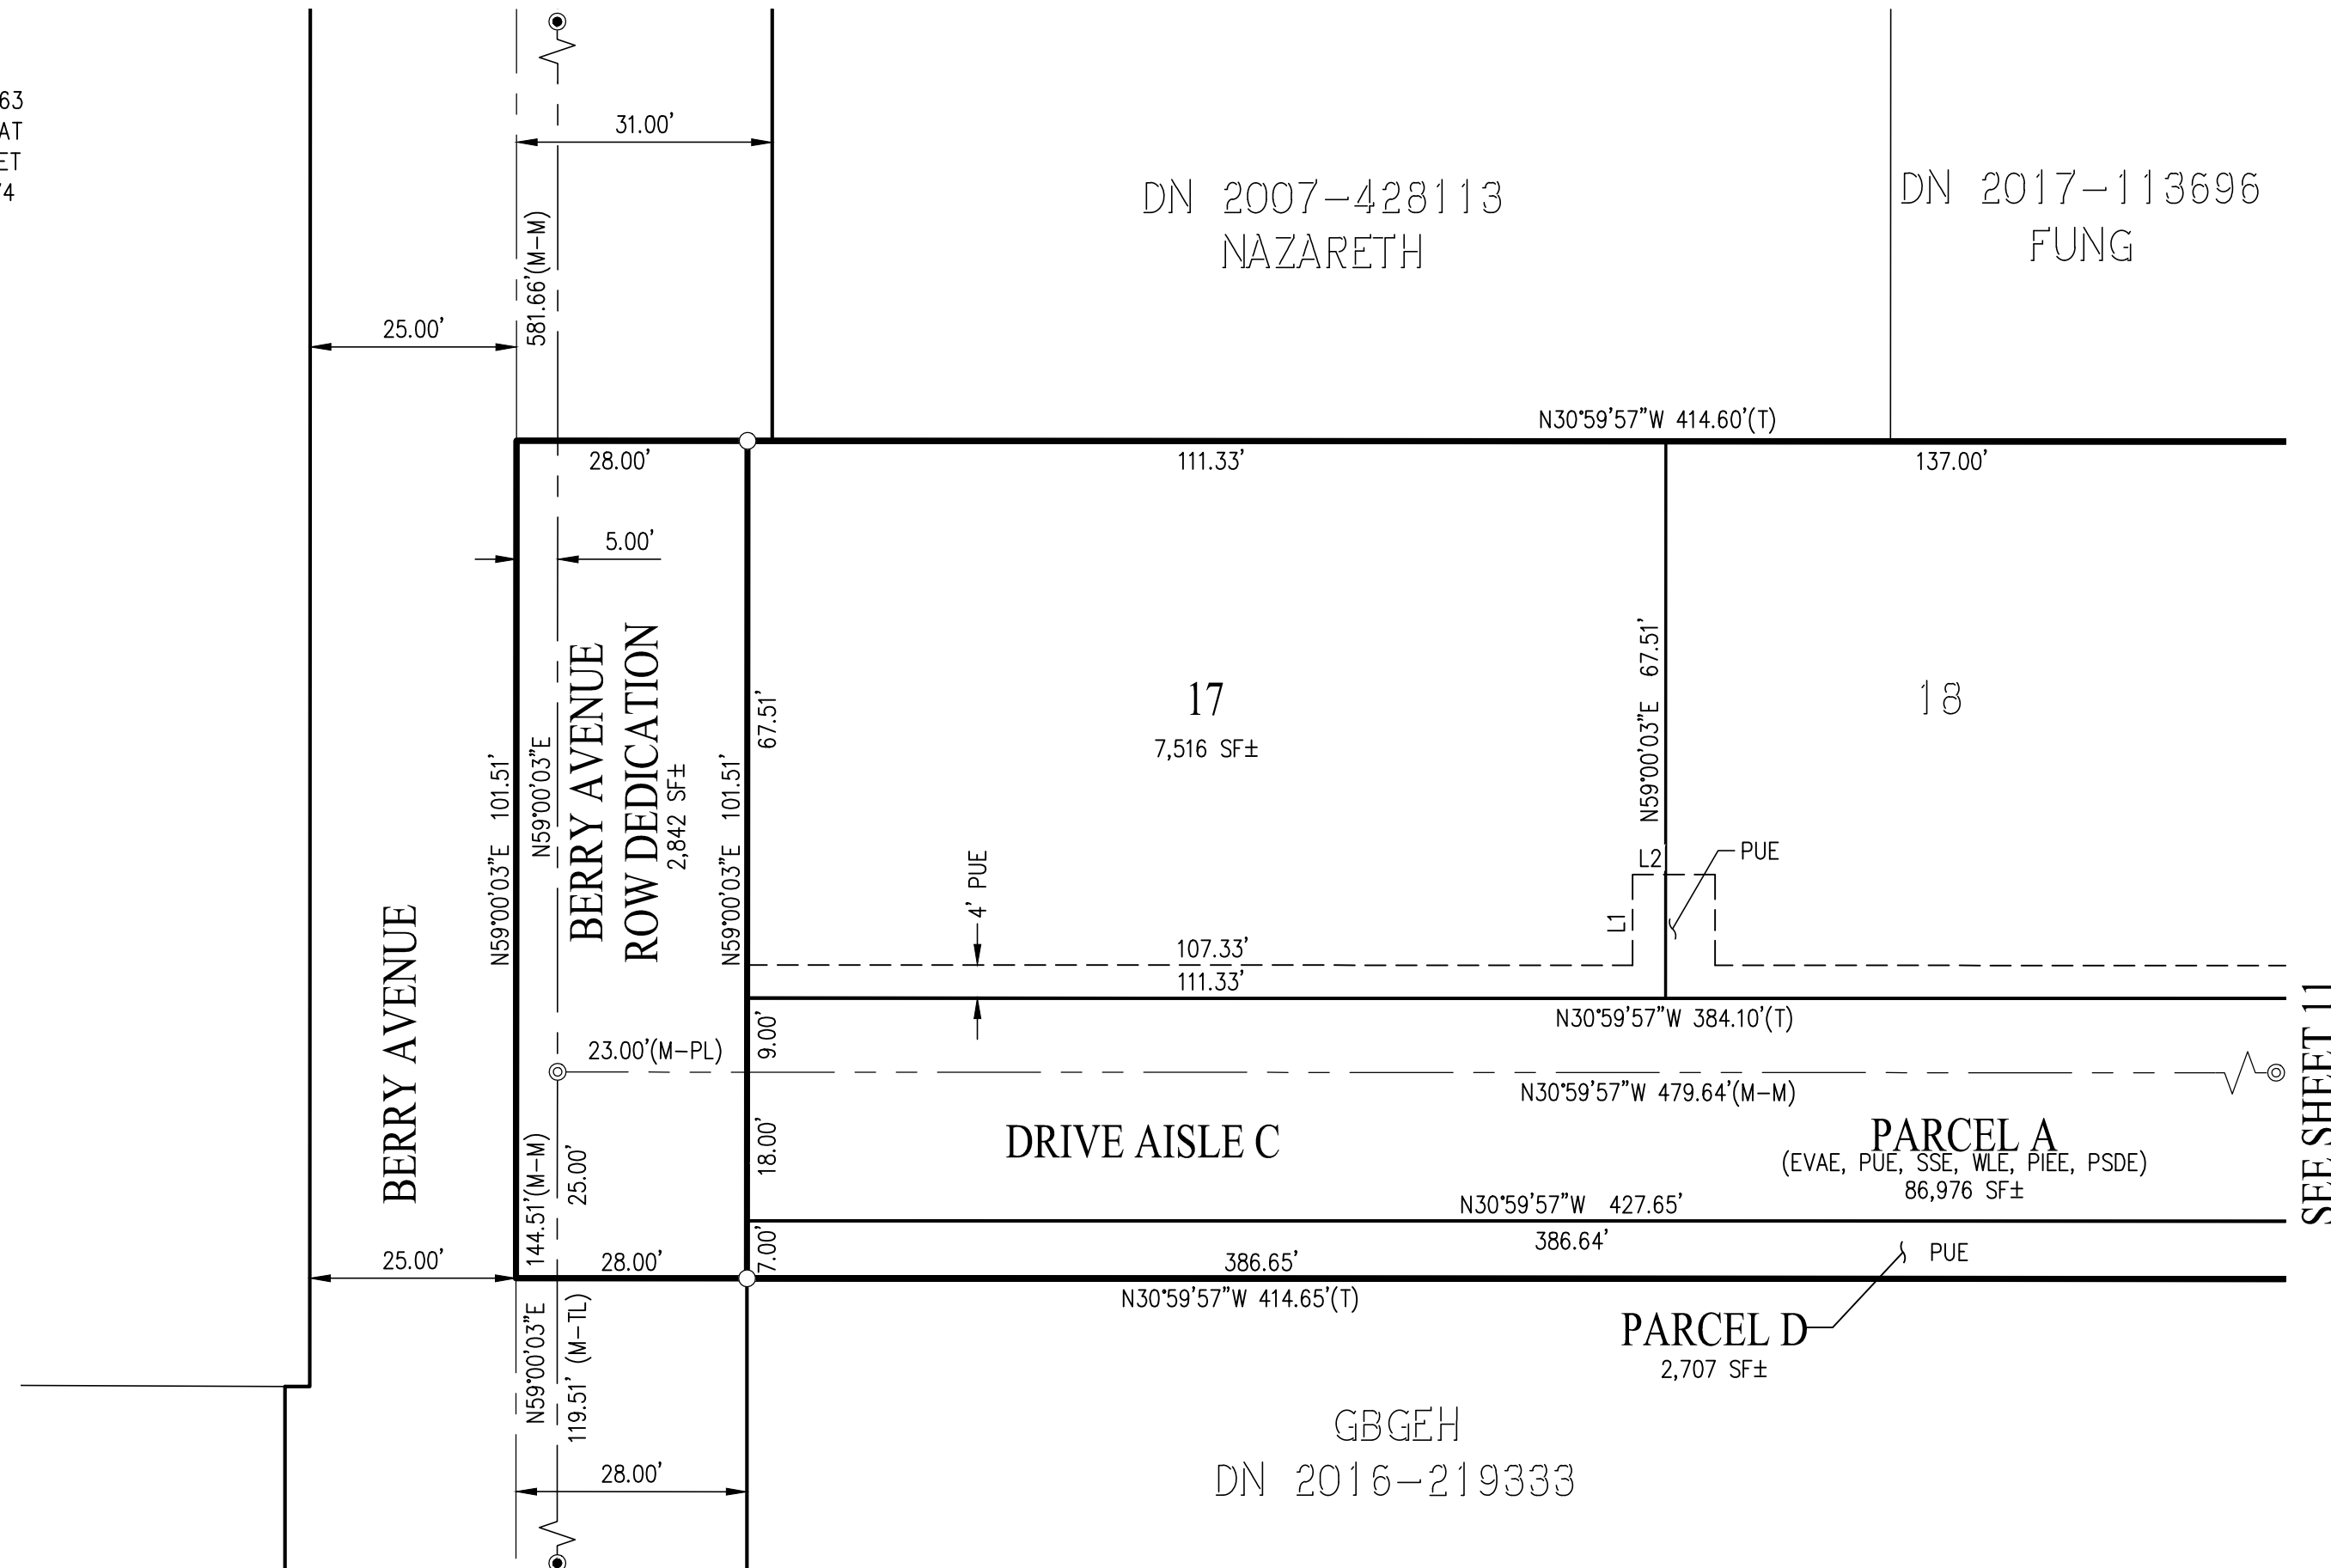 63
AT
ET
74
31.00'
581.66'(M-M)
25.00'
DN 2007-428113
NAZARETH
DN 2017-113696
FUNG
N30°59'57"W 414.60'(T)
28.00'
111.33'
137.00'
5.00'
N59°00'03"E 101.51'
N59°00'03"E
BERRY AVENUE
ROW DEDICATION
2,842 SF±
N59°00'03"E 101.51'
67.51'
17
7,516 SF±
N59°00'03"E 67.51'
18
L2
PUE
L1
4' PUE
107.33'
111.33'
N30°59'57"W 384.10'(T)
BERRY AVENUE
23.00'(M-PL)
9.00'
N30°59'57"W 479.64'(M-M)
DRIVE AISLE C
PARCEL A
(EVAE, PUE, SSE, WLE, PIEE, PSDE)
86,976 SF±
SEE SHEET 11
144.51'(M-M)
25.00'
18.00'
N30°59'57"W 427.65'
25.00'
28.00'
7.00'
386.65'
386.64'
PUE
N30°59'57"W 414.65'(T)
PARCEL D
2,707 SF±
N59°00'03"E
119.51' (M-TL)
28.00'
GBGEH
DN 2016-219333